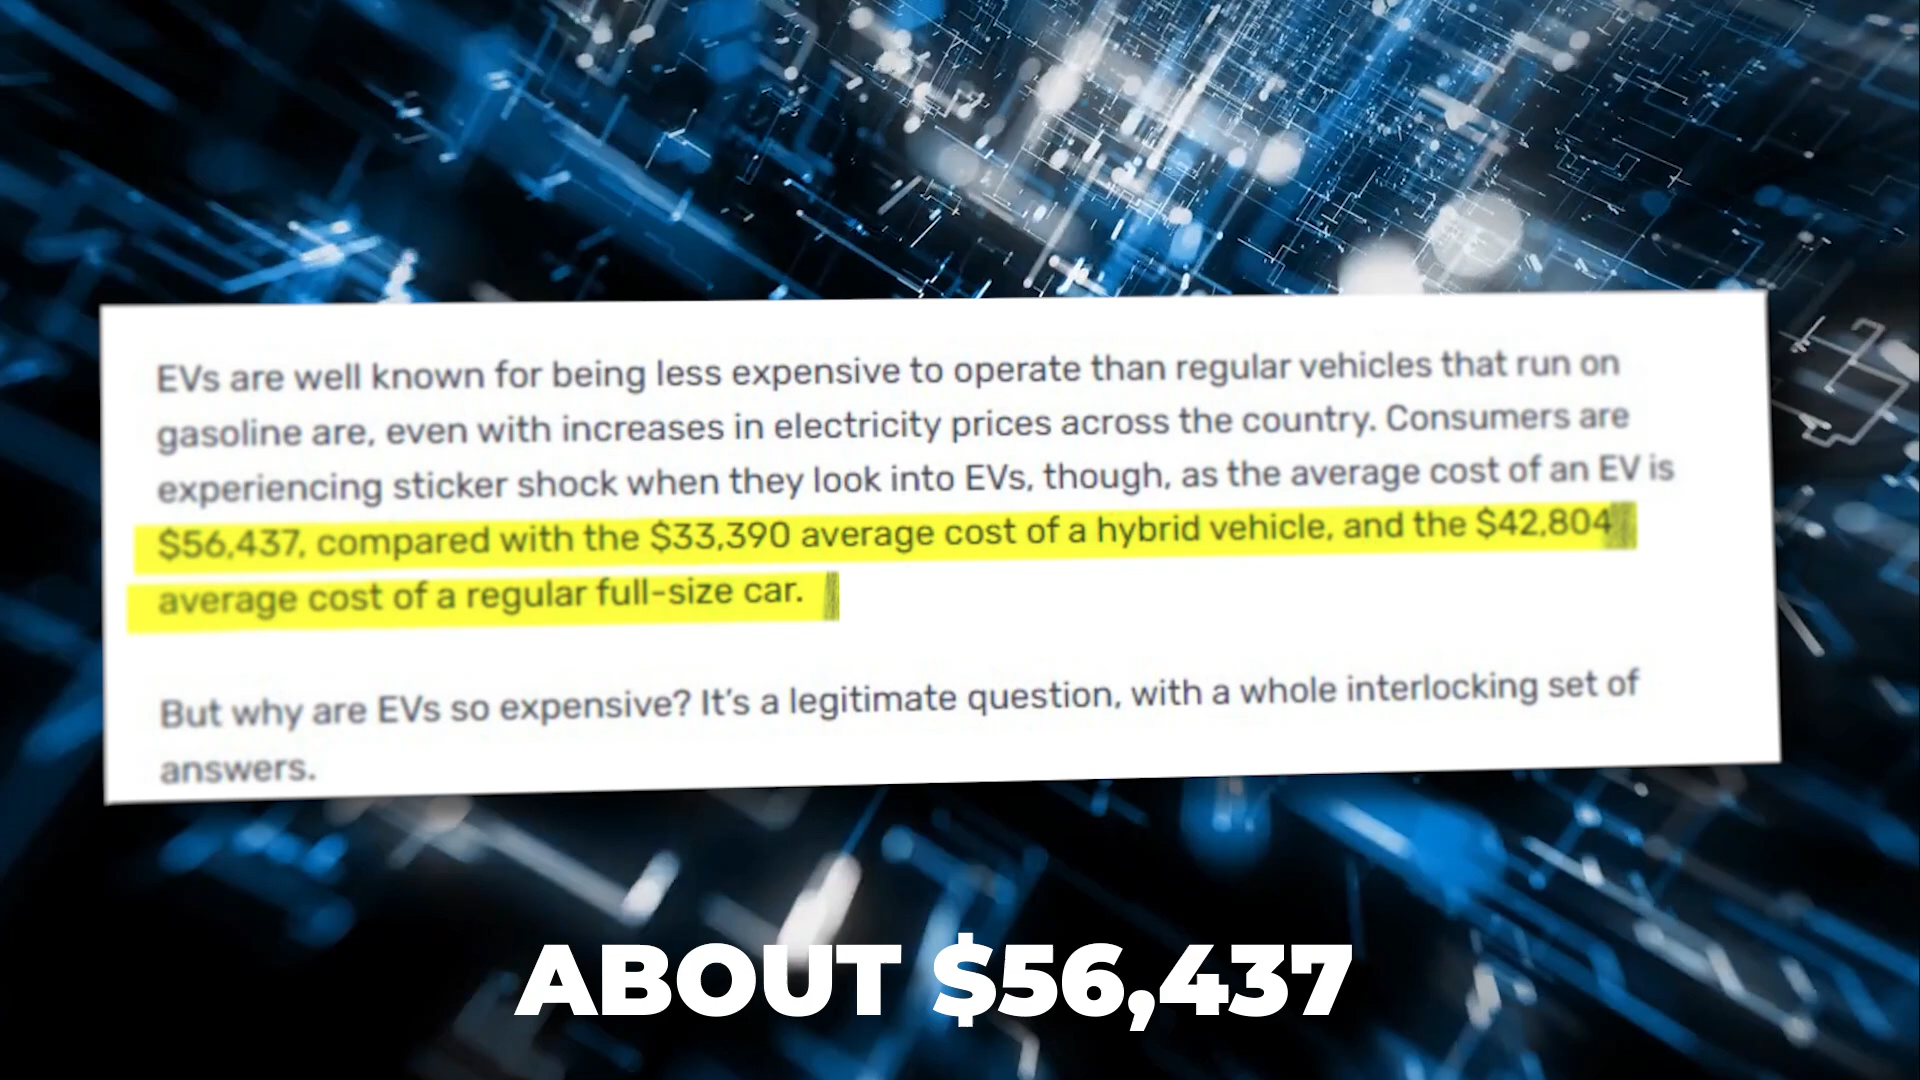 EVs are well known for being less expensive to operate than regular vehicles that run on
gasoline are, even with increases in electricity prices across the country. Consumers are
experiencing sticker shock when they look into EVs, though, as the average cost of an EV is
$56,437, compared with the $33,390 average cost of a hybrid vehicle, and the $42,804
average cost of a regular full-size car.
But why are EVs so expensive? It's a legitimate question, with a whole interlocking set of
answers.
ABOUT $56,437